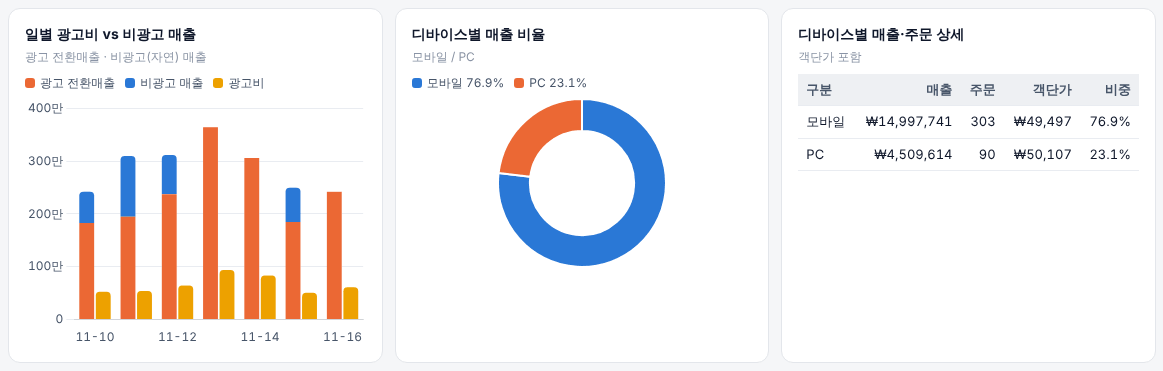 일별 광고비 vs 비광고 매출
광고 전환매출 · 비광고(자연) 매출
광고 전환매출 비광고 매출 광고비
400만
300만
200만
100만
0
11-10 11-12 11-14 11-16
디바이스별 매출 비율
모바일 / PC
모바일 76.9% PC 23.1%
디바이스별 매출·주문 상세
객단가 포함
구분 매출 주문 객단가 비중
모바일 ₩14,997,741 303 ₩49,497 76.9%
PC ₩4,509,614 90 ₩50,107 23.1%